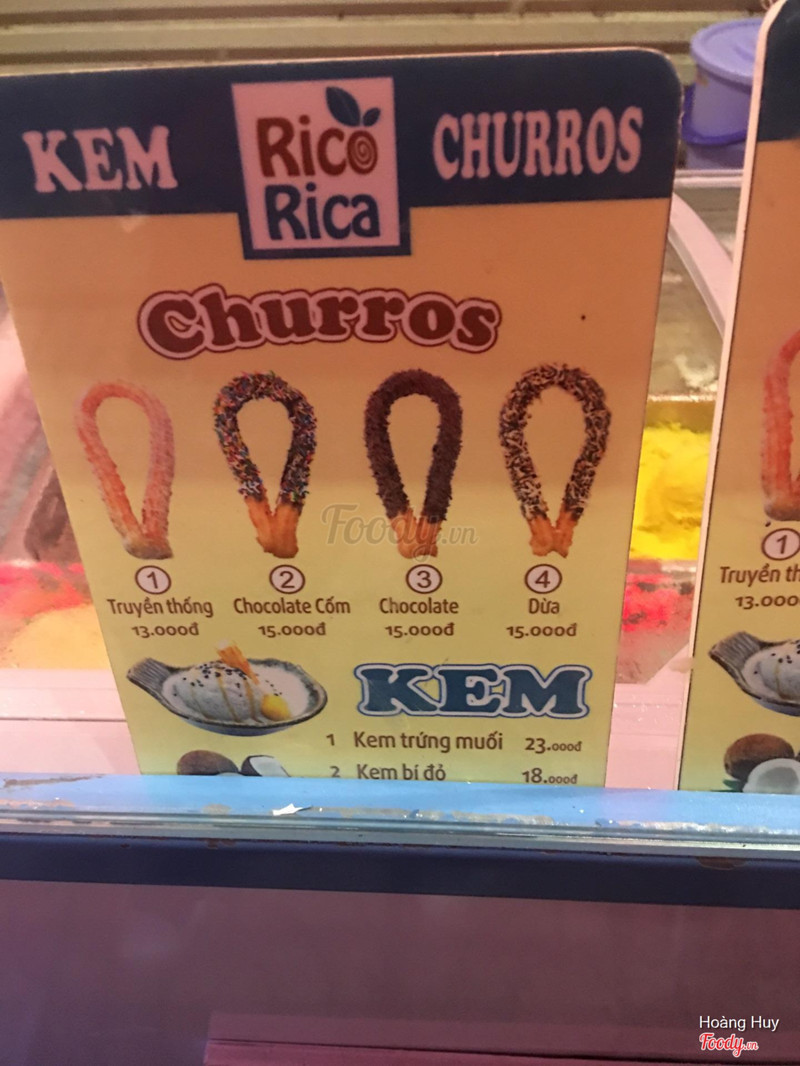 KEM
Rico
Rica
CHURROS
Churros
Foody.vn
1 2 3 4
Truyền thống Chocolate Cốm Chocolate Dừa
13.000đ 15.000đ 15.000đ 15.000đ
KEM
1 Kem trứng muối 23.000đ
2 Kem bí đỏ 18.000đ
1
Truyền th
13.000
Hoàng Huy
Foody.vn